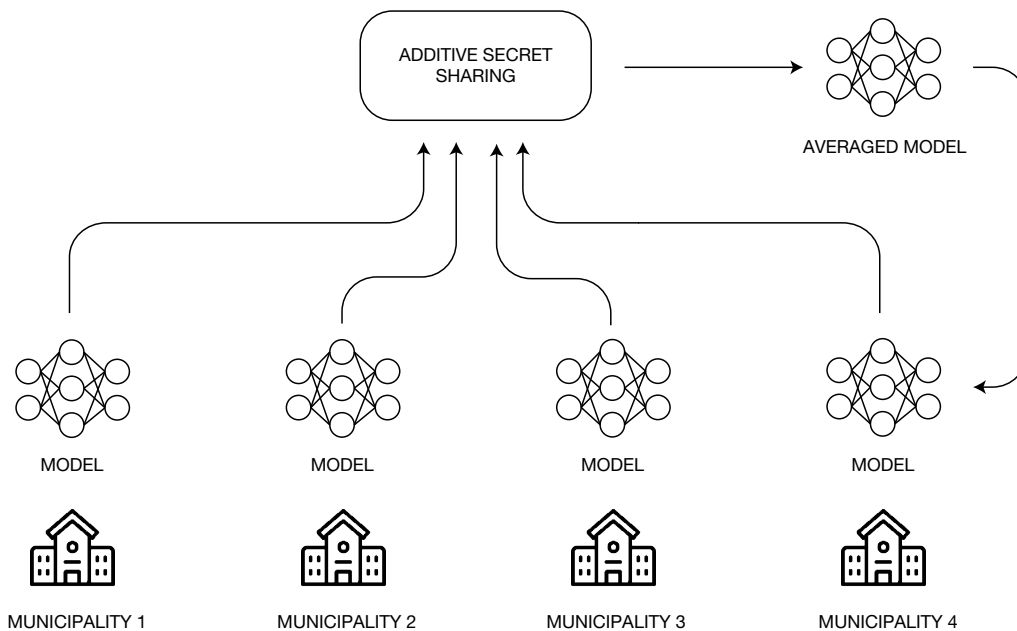 ADDITIVE SECRET
SHARING
AVERAGED MODEL
MODEL
MODEL
MODEL
MODEL
MUNICIPALITY 1
MUNICIPALITY 2
MUNICIPALITY 3
MUNICIPALITY 4